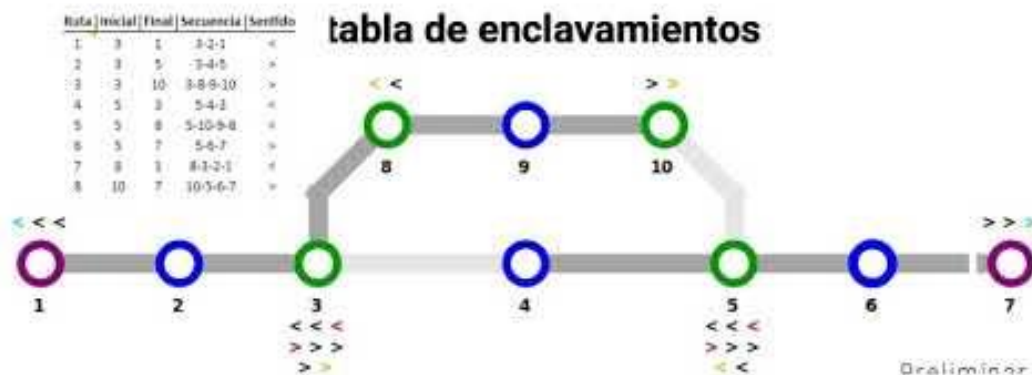 tabla de enclavamientos
Ruta Inicial Final Secuencia Sentido
1 3 1 3-2-1 <
2 3 5 3-4-5 >
3 3 10 3-8-9-10 >
4 5 3 5-4-3 <
5 5 8 5-10-9-8 <
6 5 7 5-6-7 >
7 8 1 8-3-2-1 <
8 10 7 10-5-6-7 >
< < > >
8 9 10
< < < > > >
1 2 3 4 5 6 7
< < < < < <
> > > > > >
> > < <
Preliminar